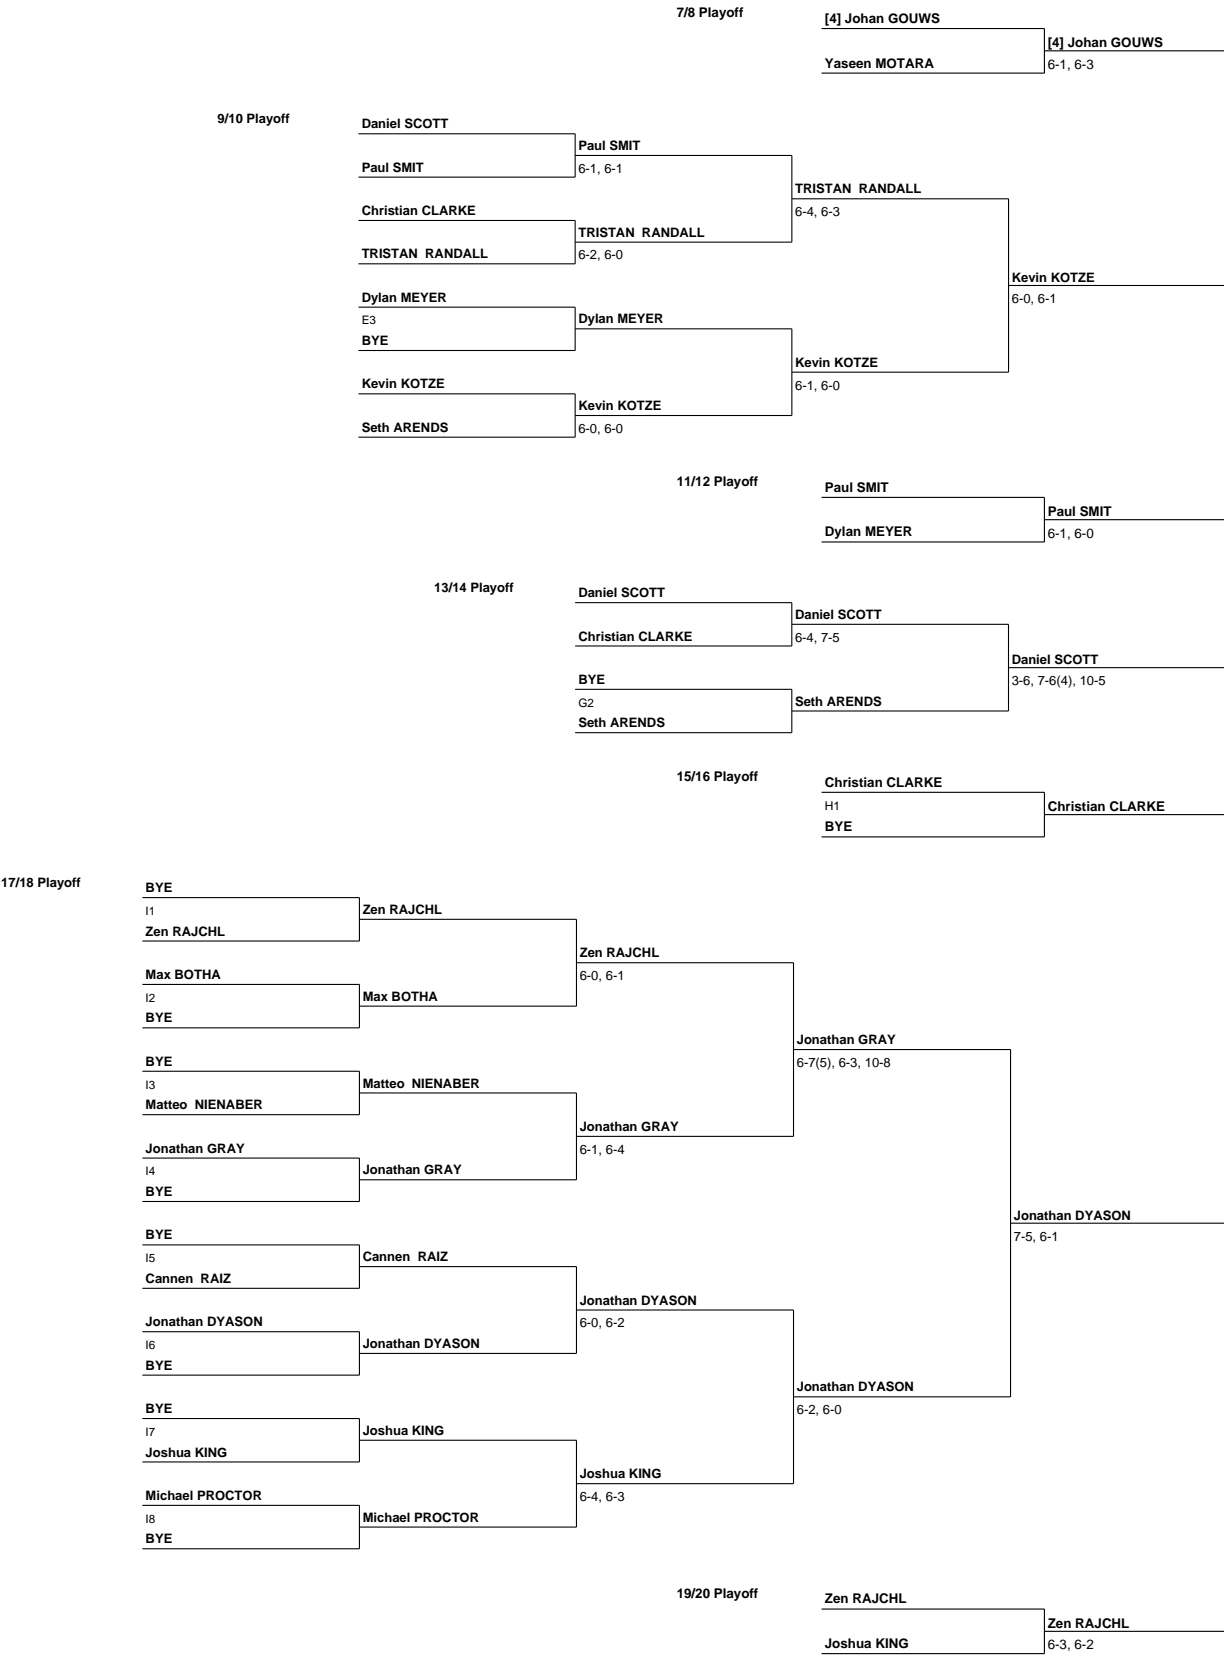 7/8 Playoff
[4] Johan GOUWS
[4] Johan GOUWS
Yaseen MOTARA
6-1, 6-3
9/10 Playoff
Daniel SCOTT
Paul SMIT
Paul SMIT
6-1, 6-1
TRISTAN RANDALL
Christian CLARKE
6-4, 6-3
TRISTAN RANDALL
TRISTAN RANDALL
6-2, 6-0
Kevin KOTZE
Dylan MEYER
6-0, 6-1
E3
Dylan MEYER
BYE
Kevin KOTZE
Kevin KOTZE
6-1, 6-0
Kevin KOTZE
Seth ARENDS
6-0, 6-0
11/12 Playoff
Paul SMIT
Paul SMIT
Dylan MEYER
6-1, 6-0
13/14 Playoff
Daniel SCOTT
Daniel SCOTT
Christian CLARKE
6-4, 7-5
Daniel SCOTT
BYE
3-6, 7-6(4), 10-5
G2
Seth ARENDS
Seth ARENDS
15/16 Playoff
Christian CLARKE
H1
Christian CLARKE
BYE
17/18 Playoff
BYE
I1
Zen RAJCHL
Zen RAJCHL
Zen RAJCHL
Max BOTHA
6-0, 6-1
I2
Max BOTHA
BYE
Jonathan GRAY
BYE
6-7(5), 6-3, 10-8
I3
Matteo NIENABER
Matteo NIENABER
Jonathan GRAY
Jonathan GRAY
6-1, 6-4
I4
Jonathan GRAY
BYE
Jonathan DYASON
BYE
7-5, 6-1
I5
Cannen RAIZ
Cannen RAIZ
Jonathan DYASON
Jonathan DYASON
6-0, 6-2
I6
Jonathan DYASON
BYE
Jonathan DYASON
BYE
6-2, 6-0
I7
Joshua KING
Joshua KING
Joshua KING
Michael PROCTOR
6-4, 6-3
I8
Michael PROCTOR
BYE
19/20 Playoff
Zen RAJCHL
Zen RAJCHL
Joshua KING
6-3, 6-2